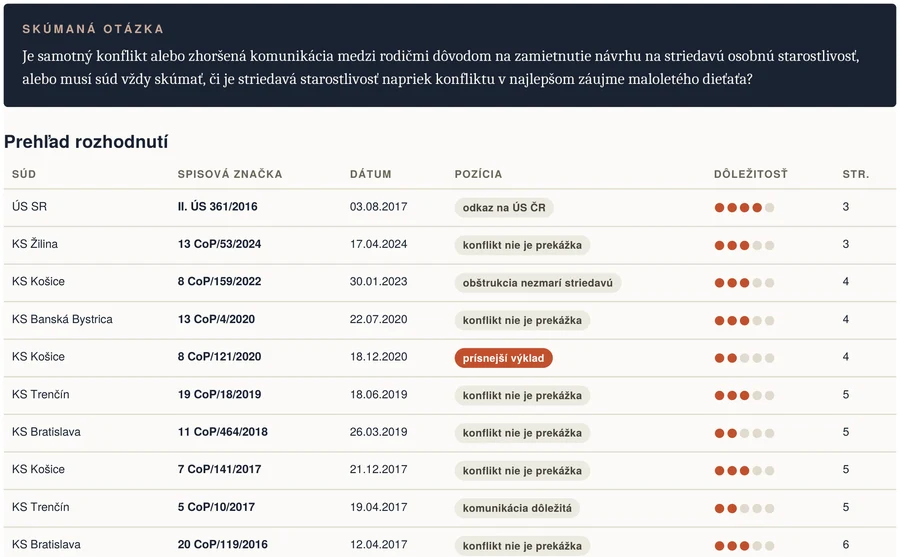 SKÚMANÁ OTÁZKA
Je samotný konflikt alebo zhoršená komunikácia medzi rodičmi dôvodom na zamietnutie návrhu na striedavú osobnú starostlivosť,
alebo musí súd vždy skúmať, či je striedavá starostlivosť napriek konfliktu v najlepšom záujme maloletého dieťaťa?
Prehľad rozhodnutí
SÚD SPISOVÁ ZNAČKA DÁTUM POZÍCIA DÔLEŽITOSŤ STR.
ÚS SR II. ÚS 361/2016 03.08.2017 odkaz na ÚS ČR 3
KS Žilina 13 CoP/53/2024 17.04.2024 konflikt nie je prekážka 3
KS Košice 8 CoP/159/2022 30.01.2023 obštrukcia nezmarí striedavú 4
KS Banská Bystrica 13 CoP/4/2020 22.07.2020 konflikt nie je prekážka 4
KS Košice 8 CoP/121/2020 18.12.2020 prísnejší výklad 4
KS Trenčín 19 CoP/18/2019 18.06.2019 konflikt nie je prekážka 5
KS Bratislava 11 CoP/464/2018 26.03.2019 konflikt nie je prekážka 5
KS Košice 7 CoP/141/2017 21.12.2017 konflikt nie je prekážka 5
KS Trenčín 5 CoP/10/2017 19.04.2017 komunikácia dôležitá 5
KS Bratislava 20 CoP/119/2016 12.04.2017 konflikt nie je prekážka 6